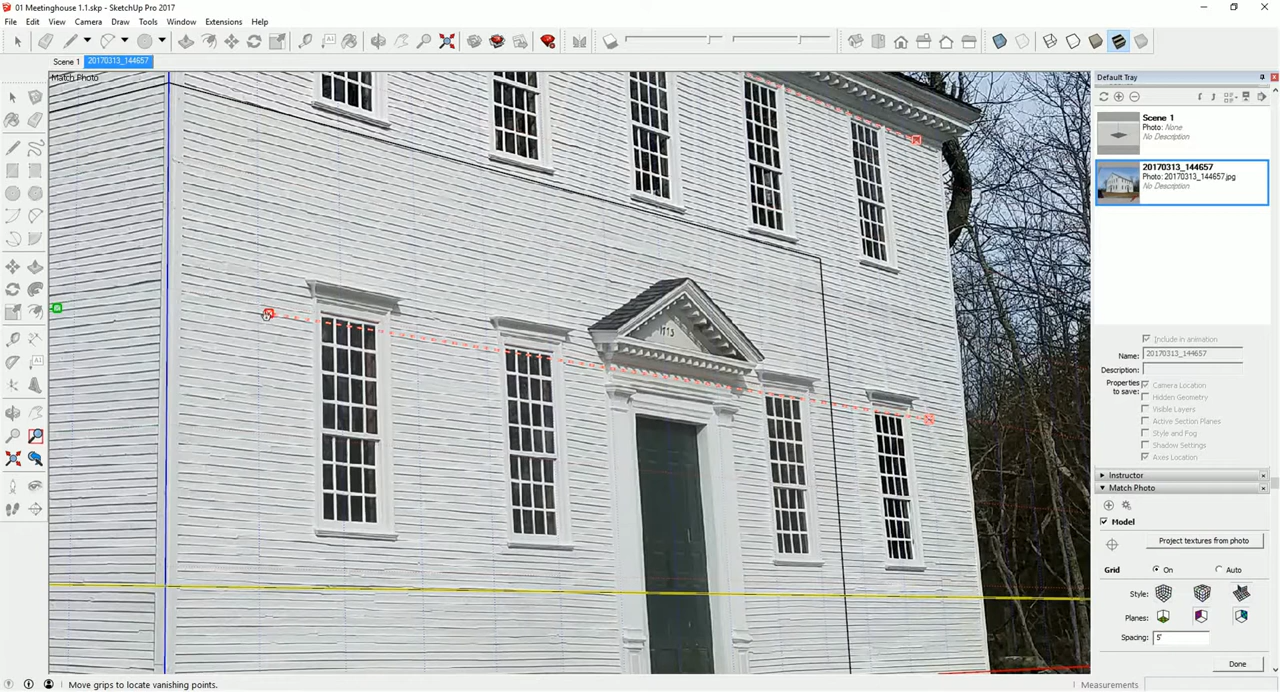 01 Meetinghouse 1.1.skp - SketchUp Pro 2017
File Edit View Camera Draw Tools Window Extensions Help
Scene 1 20170313_144657
Match Photo
1773
Default Tray
Scene 1
Photo: None
No Description
20170313_144657
Photo: 20170313_144657.jpg
No Description
Include in animation
Name: 20170313_144657
Description:
Properties to save:
Camera Location
Hidden Geometry
Visible Layers
Active Section Planes
Style and Fog
Shadow Settings
Axes Location
Instructor
Match Photo
Model
Project textures from photo
Grid On Auto
Style:
Planes:
Spacing: 5'
Done
Move grips to locate vanishing points.
Measurements